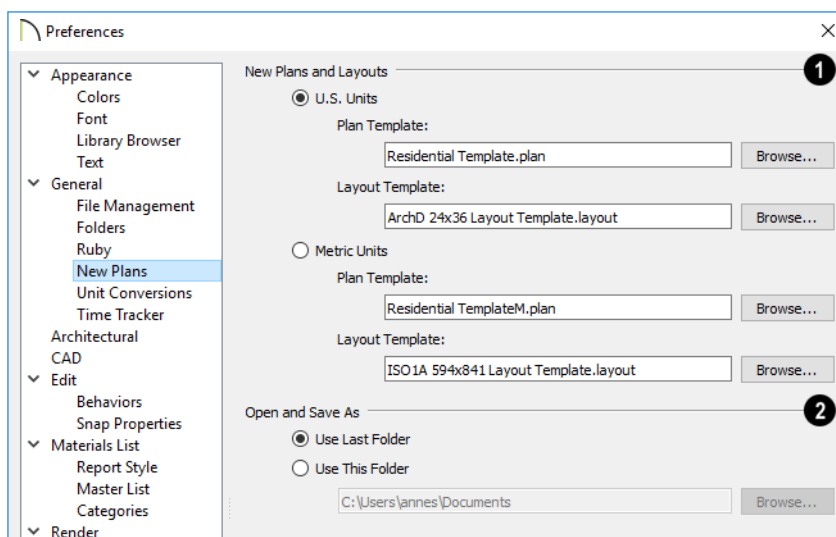 Preferences
Appearance
Colors
Font
Library Browser
Text
General
File Management
Folders
Ruby
New Plans
Unit Conversions
Time Tracker
Architectural
CAD
Edit
Behaviors
Snap Properties
Materials List
Report Style
Master List
Categories
Render
New Plans and Layouts
1
U.S. Units
Plan Template:
Residential Template.plan
Browse...
Layout Template:
ArchD 24x36 Layout Template.layout
Browse...
Metric Units
Plan Template:
Residential TemplateM.plan
Browse...
Layout Template:
ISO1A 594x841 Layout Template.layout
Browse...
Open and Save As
2
Use Last Folder
Use This Folder
C:\Users\annes\Documents
Browse...